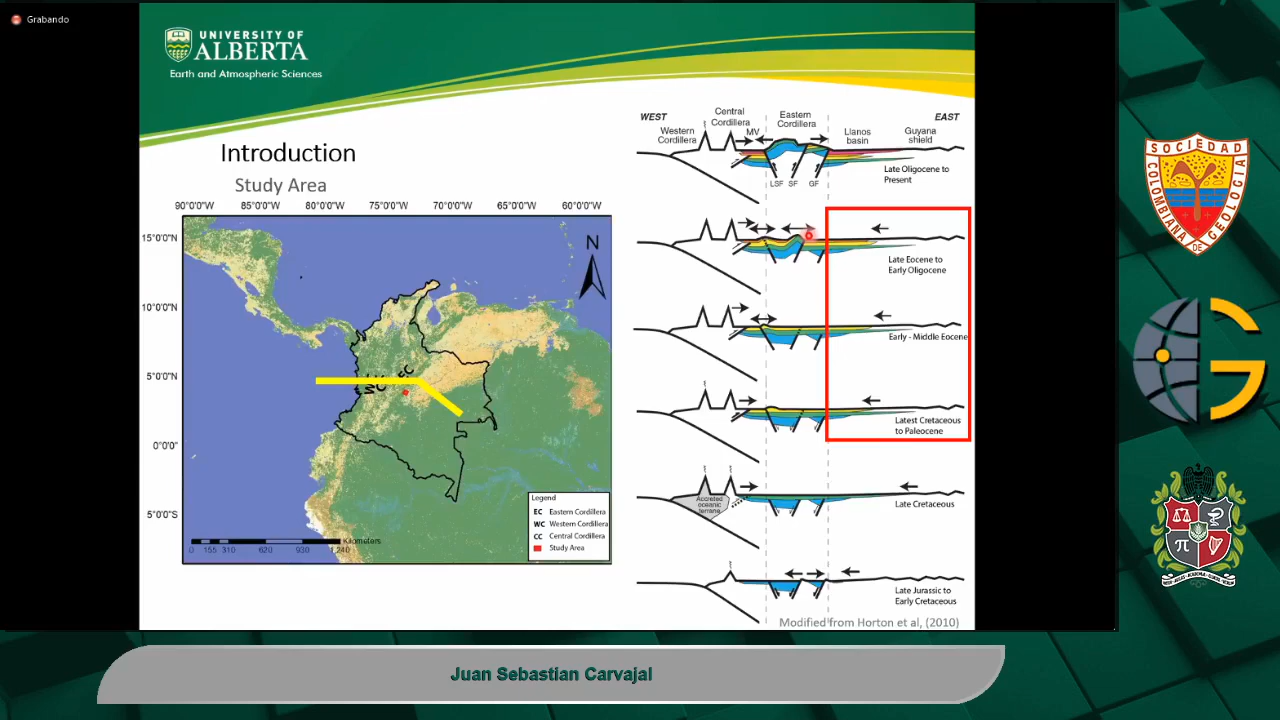 Grabando
UNIVERSITY OF
ALBERTA
Earth and Atmospheric Sciences
Introduction
Study Area
90°0'0"W 85°0'0"W 80°0'0"W 75°0'0"W 70°0'0"W 65°0'0"W 60°0'0"W
15°0'0"N
10°0'0"N
5°0'0"N
0°0'0"
5°0'0"S
N
WC
CC
EC
Kilometers
0 155 310 620 930 1,240
Legend
EC Eastern Cordillera
WC Western Cordillera
CC Central Cordillera
Study Area
WEST
EAST
Western
Cordillera
Central
Cordillera
MV
Eastern
Cordillera
Llanos
basin
Guyana
shield
LSF SF GF
Late Oligocene to
Present
Late Eocene to
Early Oligocene
Early - Middle Eocene
Latest Cretaceous
to Paleocene
Accreted
oceanic
terrane
Late Cretaceous
Late Jurassic to
Early Cretaceous
Modified from Horton et al, (2010)
SOCIEDAD
COLOMBIANA
DE GEOLOGIA
G
π
Juan Sebastian Carvajal